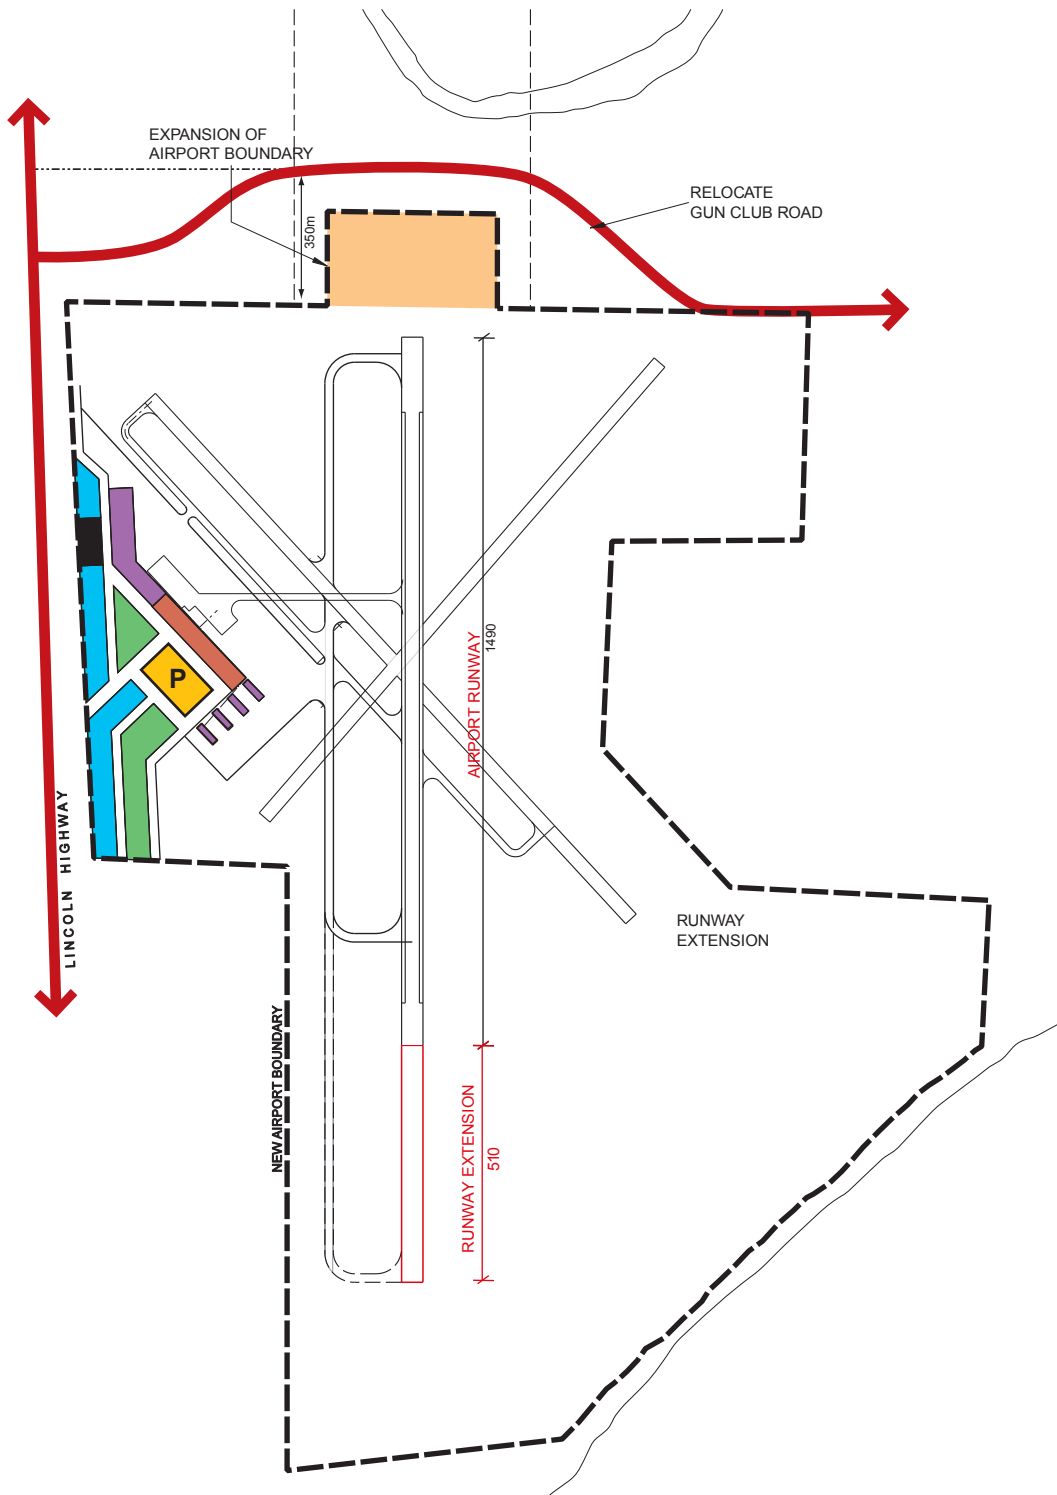 EXPANSION OF
AIRPORT BOUNDARY
RELOCATE
GUN CLUB ROAD
350m
AIRPORT RUNWAY
1490
P
LINCOLN HIGHWAY
RUNWAY
EXTENSION
NEW AIRPORT BOUNDARY
RUNWAY EXTENSION
510